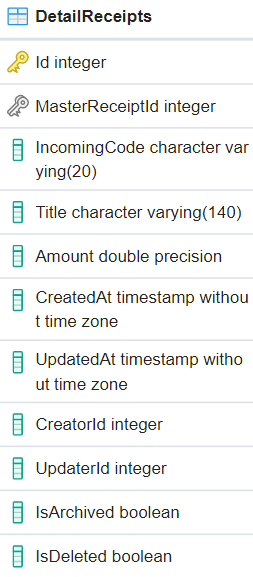 DetailReceipts
Id integer
MasterReceiptId integer
IncomingCode character var
ying(20)
Title character varying(140)
Amount double precision
CreatedAt timestamp withou
t time zone
UpdatedAt timestamp witho
ut time zone
CreatorId integer
UpdaterId integer
IsArchived boolean
IsDeleted boolean